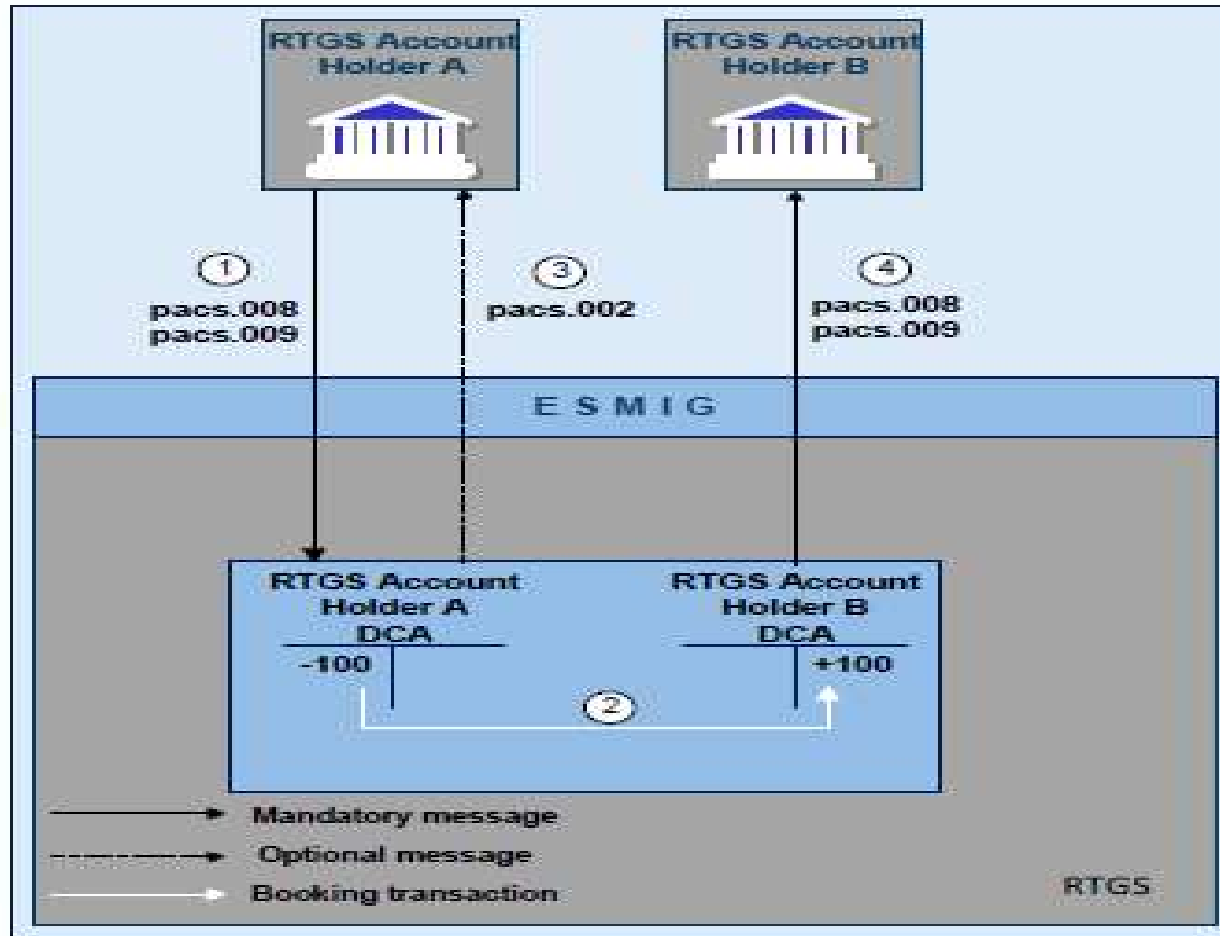 RTGS Account
Holder A
RTGS Account
Holder B
1
pacs.008
pacs.009
3
pacs.002
4
pacs.008
pacs.009
ESMIG
RTGS Account
Holder A
DCA
-100
RTGS Account
Holder B
DCA
+100
2
Mandatory message
Optional message
Booking transaction
RTGS